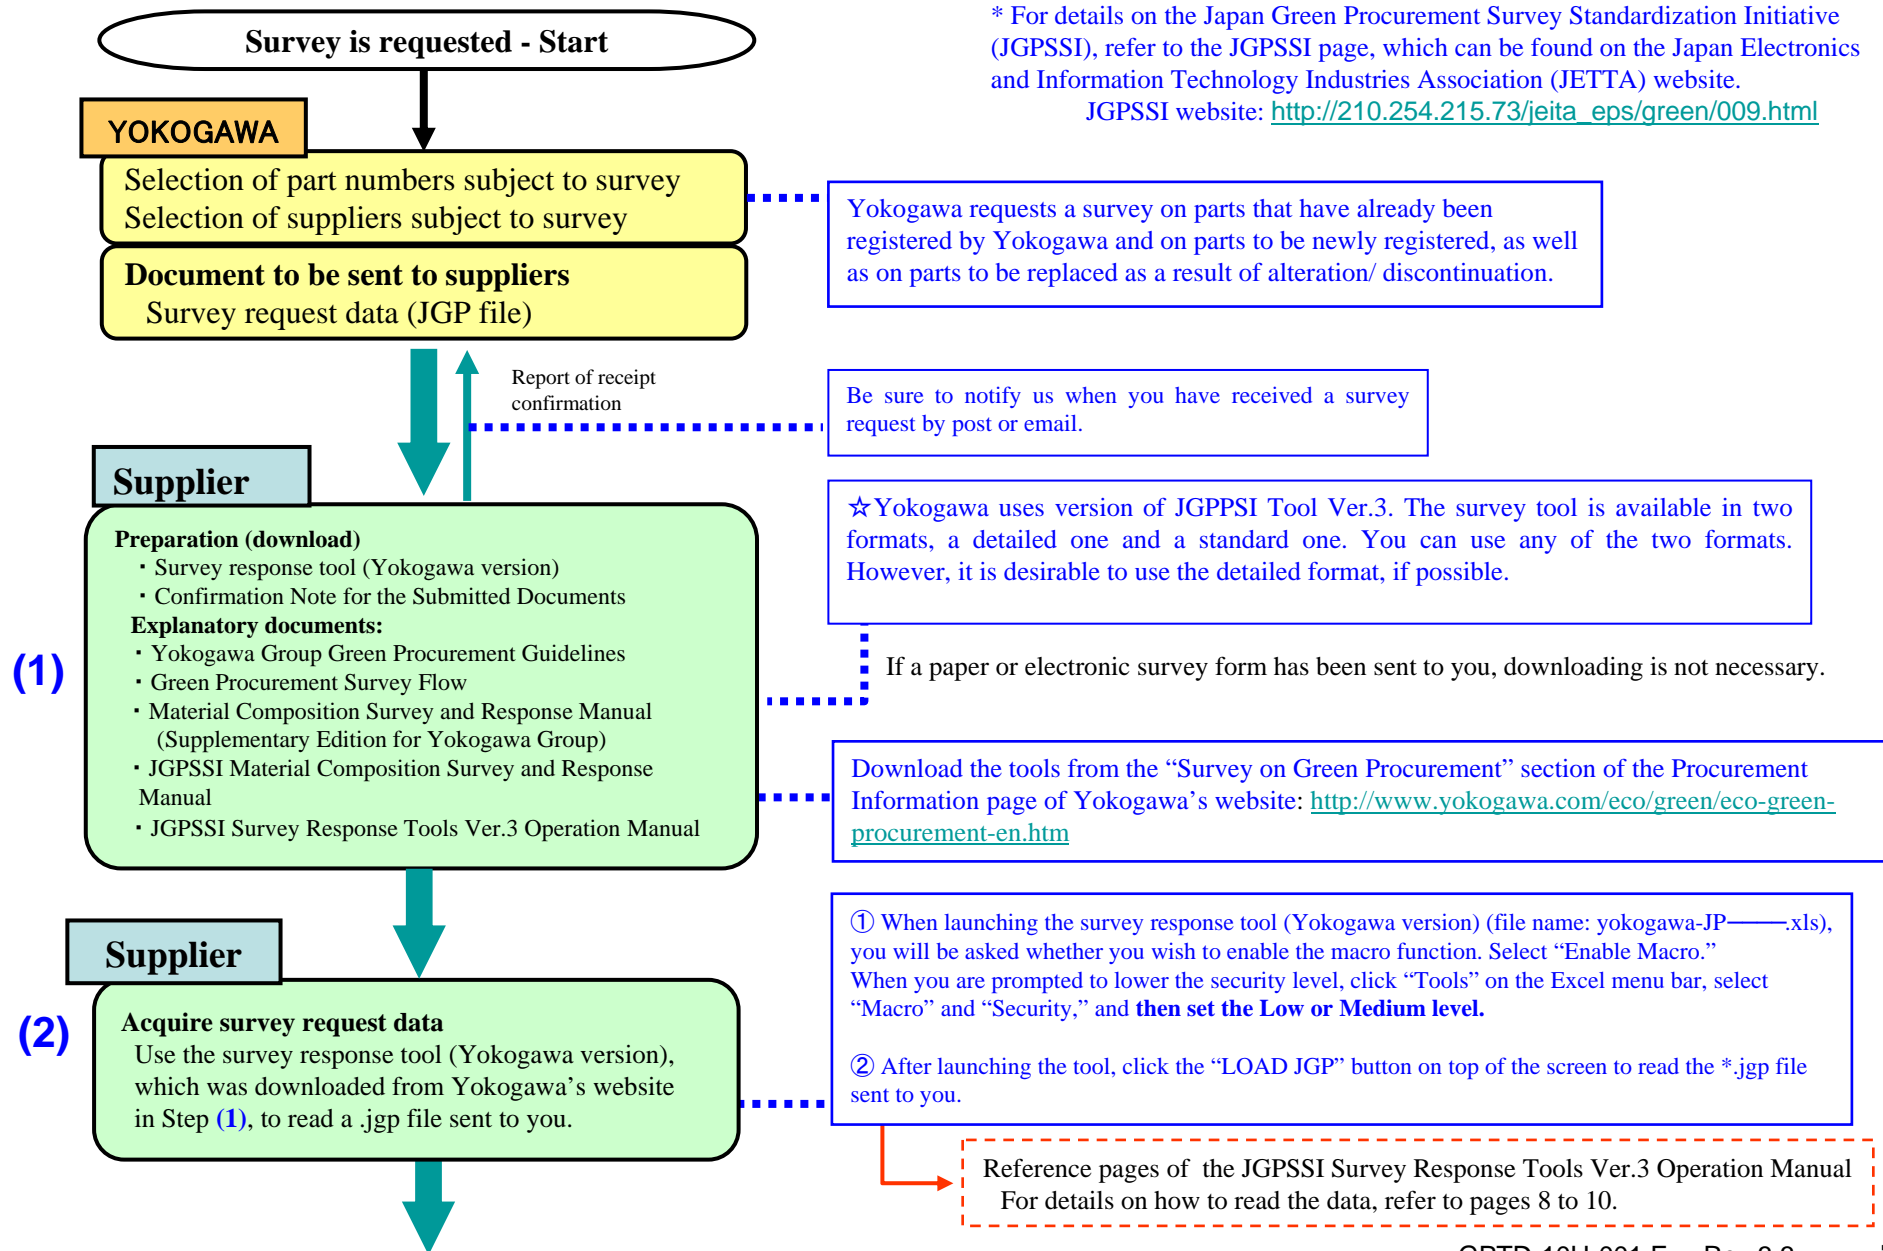 Survey is requested - Start
* For details on the Japan Green Procurement Survey Standardization Initiative
(JGPSSI), refer to the JGPSSI page, which can be found on the Japan Electronics
and Information Technology Industries Association (JETTA) website.
JGPSSI website: http://210.254.215.73/jeita_eps/green/009.html
YOKOGAWA
Selection of part numbers subject to survey
Selection of suppliers subject to survey
Yokogawa requests a survey on parts that have already been
registered by Yokogawa and on parts to be newly registered, as well
as on parts to be replaced as a result of alteration/ discontinuation.
Document to be sent to suppliers
Survey request data (JGP file)
Report of receipt
confirmation
Be sure to notify us when you have received a survey
request by post or email.
Supplier
☆Yokogawa uses version of JGPPSI Tool Ver.3. The survey tool is available in two
formats, a detailed one and a standard one. You can use any of the two formats.
However, it is desirable to use the detailed format, if possible.
(1)
Preparation (download)
・Survey response tool (Yokogawa version)
・Confirmation Note for the Submitted Documents
Explanatory documents:
・Yokogawa Group Green Procurement Guidelines
・Green Procurement Survey Flow
・Material Composition Survey and Response Manual
(Supplementary Edition for Yokogawa Group)
・JGPSSI Material Composition Survey and Response
Manual
・JGPSSI Survey Response Tools Ver.3 Operation Manual
If a paper or electronic survey form has been sent to you, downloading is not necessary.
Download the tools from the “Survey on Green Procurement” section of the Procurement
Information page of Yokogawa’s website: http://www.yokogawa.com/eco/green/eco-green-
procurement-en.htm
Supplier
(2)
Acquire survey request data
Use the survey response tool (Yokogawa version),
which was downloaded from Yokogawa’s website
in Step (1), to read a .jgp file sent to you.
① When launching the survey response tool (Yokogawa version) (file name: yokogawa-JP―――.xls),
you will be asked whether you wish to enable the macro function. Select “Enable Macro.”
When you are prompted to lower the security level, click “Tools” on the Excel menu bar, select
“Macro” and “Security,” and then set the Low or Medium level.
② After launching the tool, click the “LOAD JGP” button on top of the screen to read the *.jgp file
sent to you.
Reference pages of the JGPSSI Survey Response Tools Ver.3 Operation Manual
For details on how to read the data, refer to pages 8 to 10.